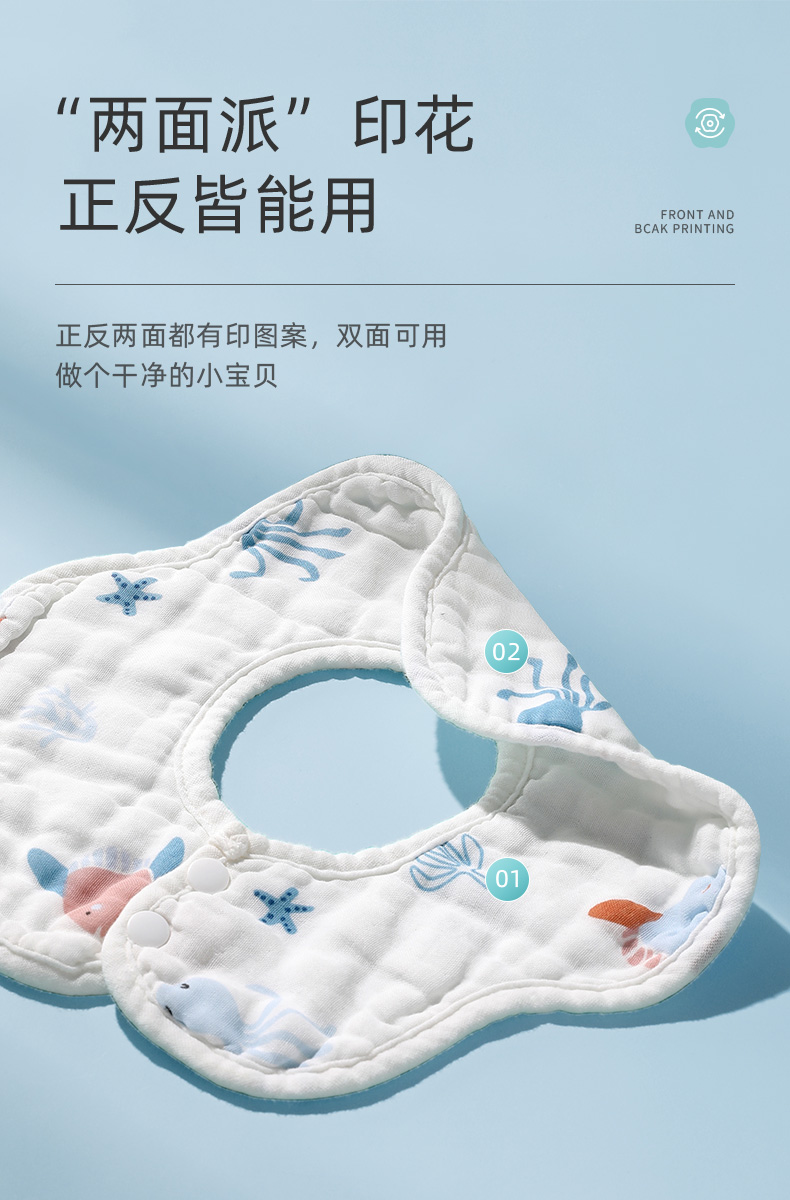 “两面派”印花
正反皆能用
FRONT AND
BCAK PRINTING
正反两面都有印图案，双面可用
做个干净的小宝贝
02
01